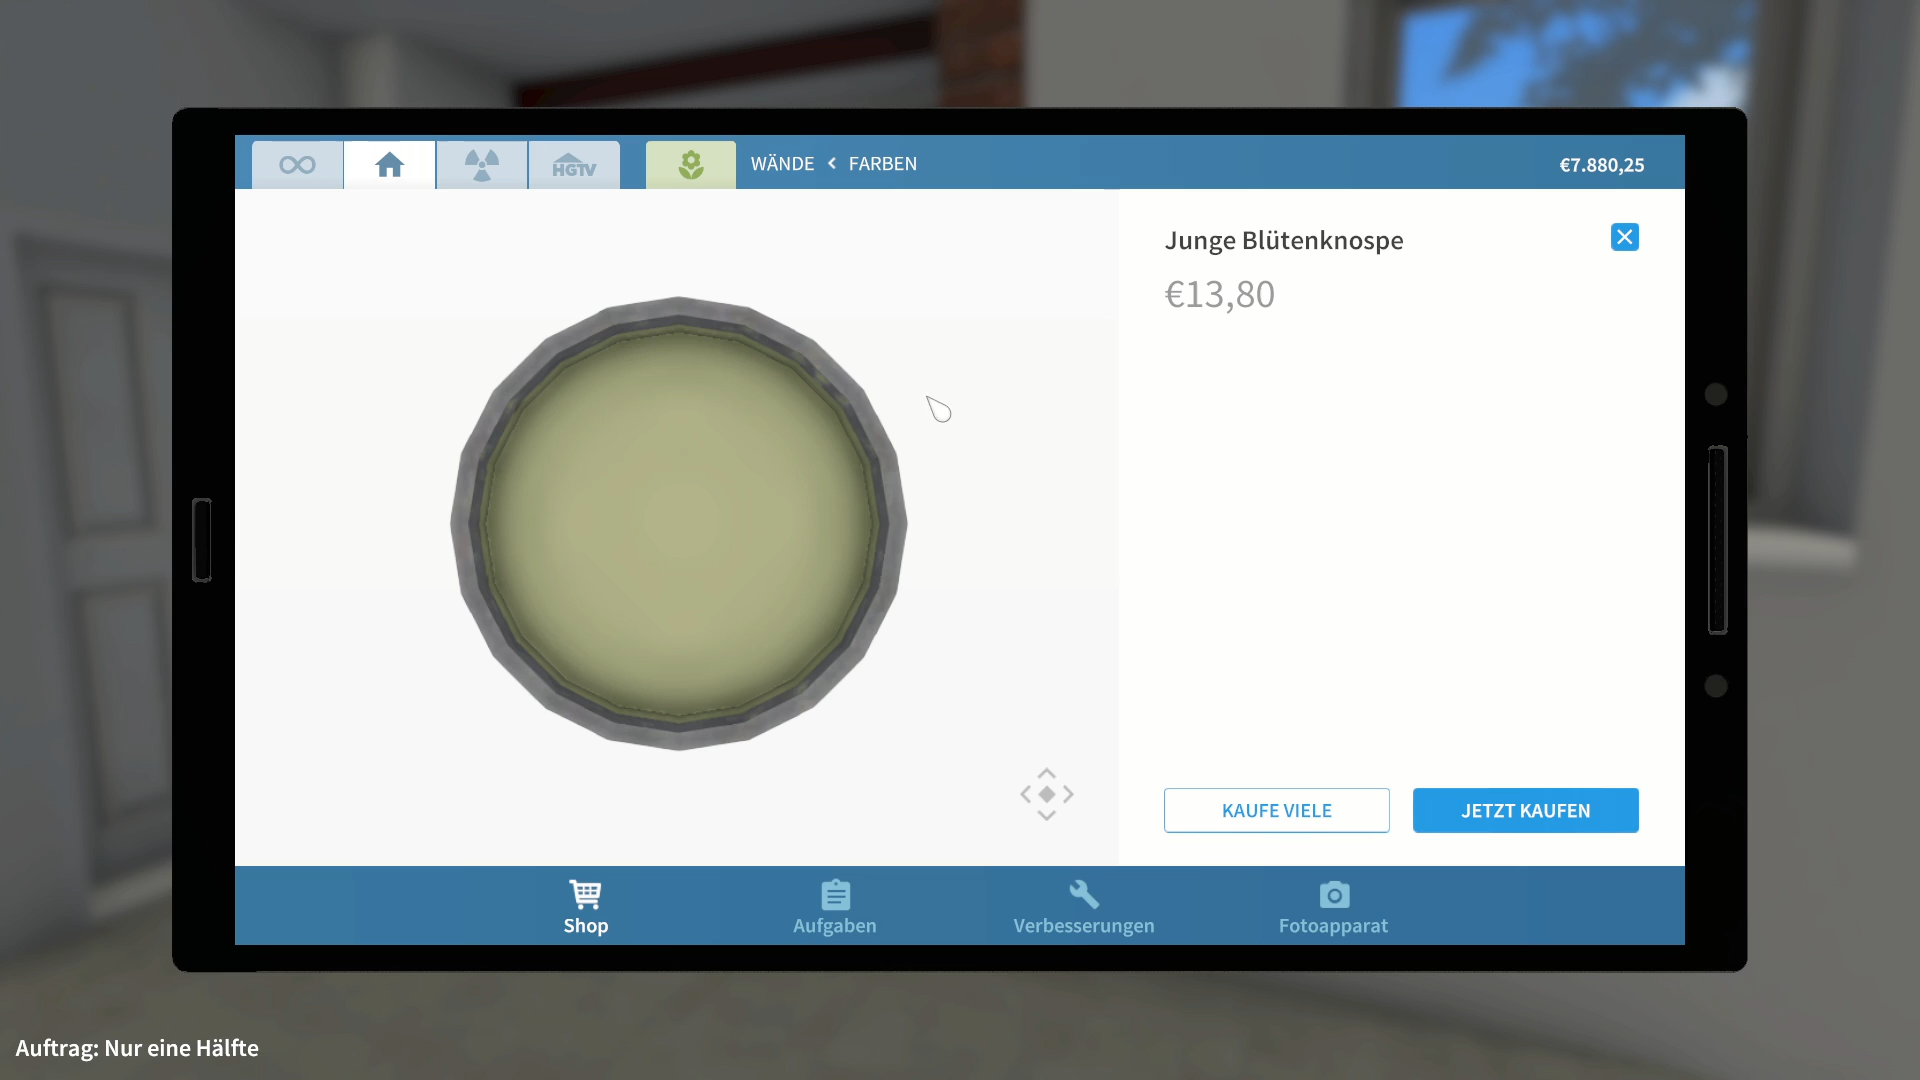 HGTV
WÄNDE < FARBEN
€7.880,25
Junge Blütenknospe
€13,80
KAUFE VIELE
JETZT KAUFEN
Shop
Aufgaben
Verbesserungen
Fotoapparat
Auftrag: Nur eine Hälfte